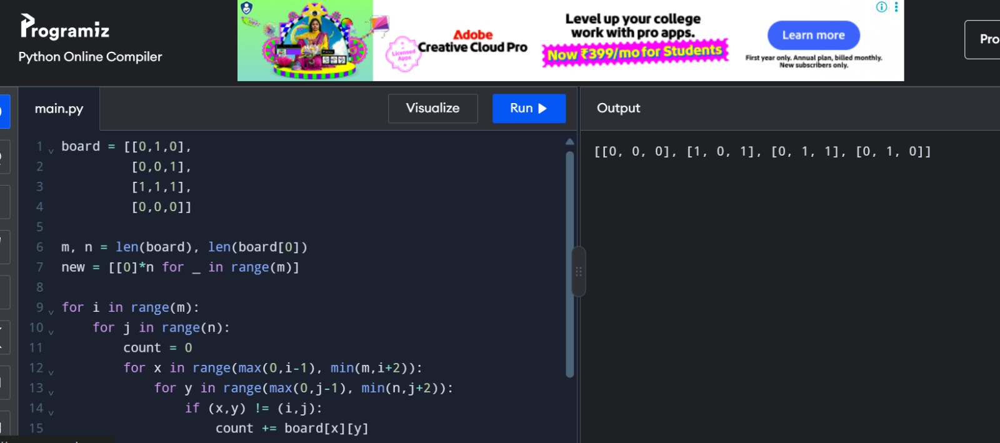 Programiz
Python Online Compiler
Licensed
Apps
Adobe
Creative Cloud Pro
Level up your college
work with pro apps.
Now ₹399/mo for Students
Learn more
First year only. Annual plan, billed monthly.
New subscribers only.
Pro
main.py
Visualize
Run
Output
1 board = [[0,1,0],
2 [0,0,1],
3 [1,1,1],
4 [0,0,0]]
5
6 m, n = len(board), len(board[0])
7 new = [[0]*n for _ in range(m)]
8
9 for i in range(m):
10 for j in range(n):
11 count = 0
12 for x in range(max(0,i-1), min(m,i+2)):
13 for y in range(max(0,j-1), min(n,j+2)):
14 if (x,y) != (i,j):
15 count += board[x][y]
[[0, 0, 0], [1, 0, 1], [0, 1, 1], [0, 1, 0]]